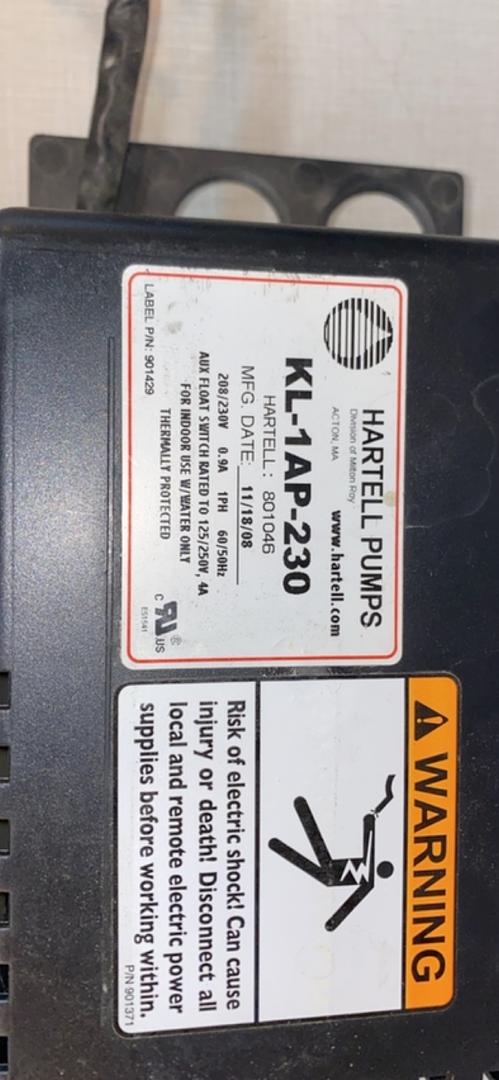 HARTELL PUMPS
Division of Milton Roy
ACTON, MA www.hartell.com
KL-1AP-230
HARTELL: 801046
MFG. DATE: 11/18/08
208/230V 0.9A 1PH 60/50Hz
AUX FLOAT SWITCH RATED TO 125/250V, 4A
FOR INDOOR USE W/WATER ONLY
THERMALLY PROTECTED
LABEL P/N: 901429
c RU US ®
E51541
WARNING
Risk of electric shock! Can cause
injury or death! Disconnect all
local and remote electric power
supplies before working within.
P/N 901371